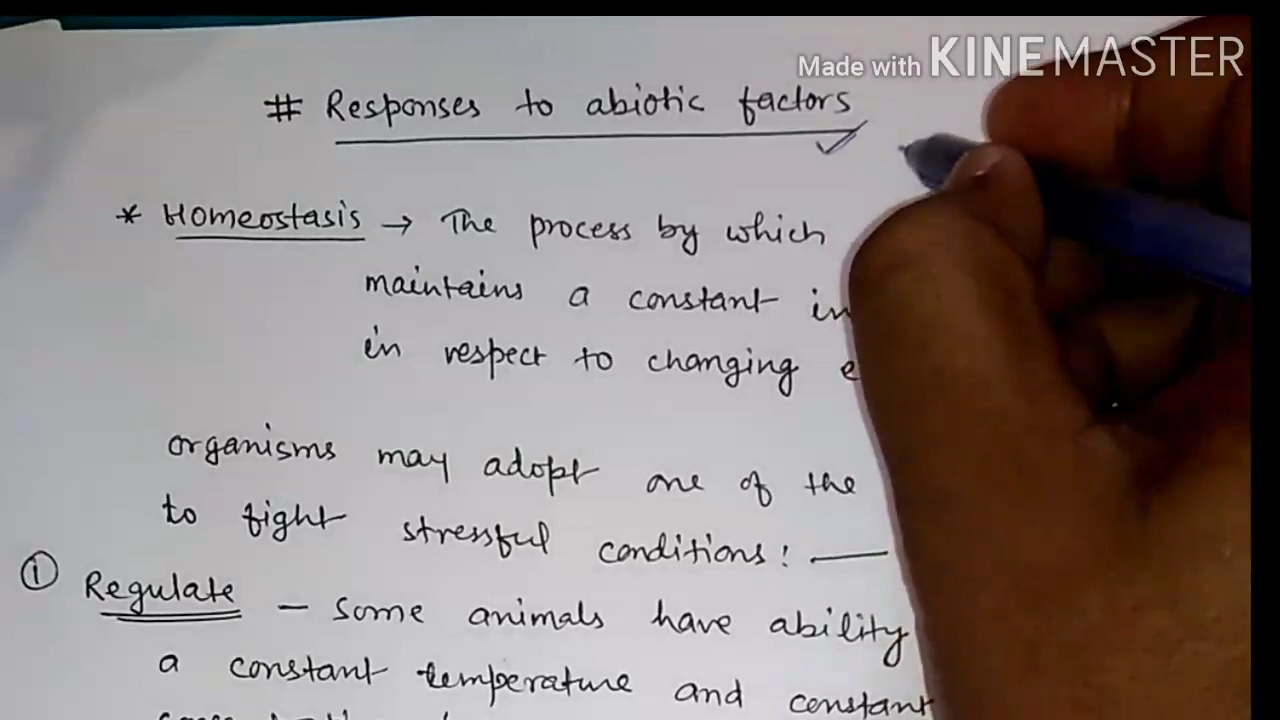 Made with KINEMASTER
# Responses to abiotic factors
* Homeostasis → The process by which
maintains a constant in
in respect to changing e
organisms may adopt one of the
to fight stressful conditions! —
① Regulate - Some animals have ability
a constant temperature and constant